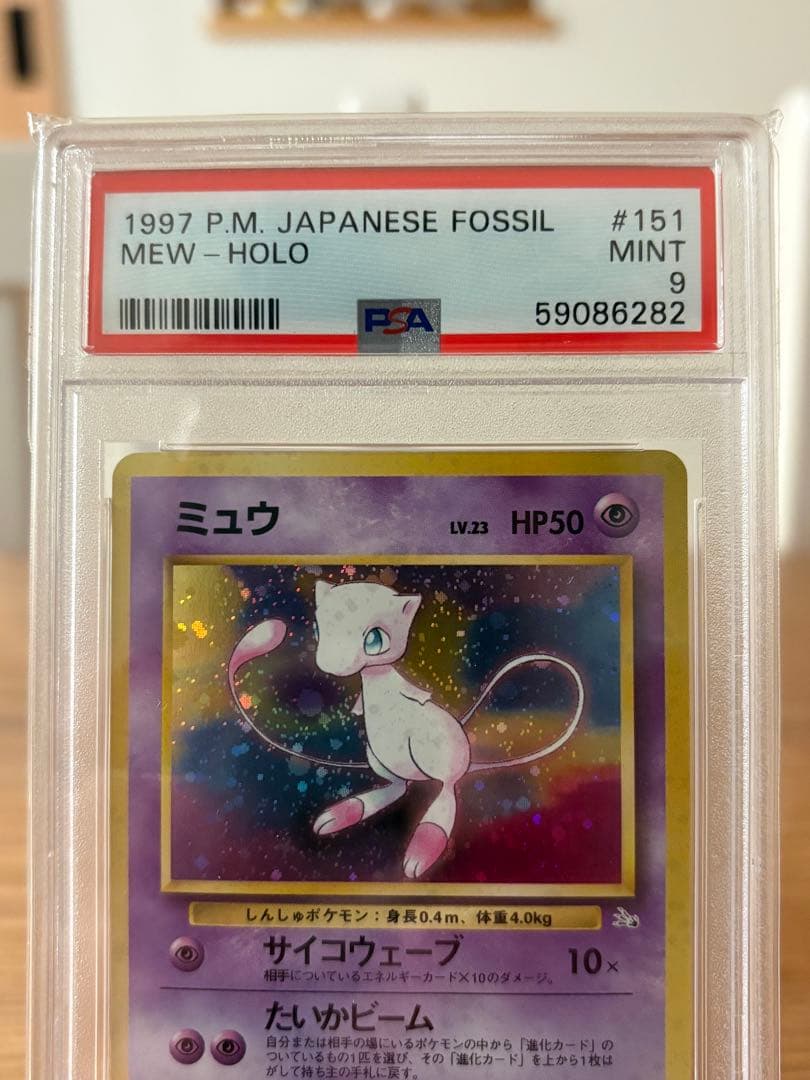 1997 P.M. JAPANESE FOSSIL #151
MEW - HOLO MINT
9
PSA 59086282
ミュウ LV.23 HP50
しんしゅポケモン：身長0.4m、体重4.0kg
サイコウェーブ 10×
相手についているエネルギーカード×10のダメージ。
たいかビーム
自分または相手の場にいるポケモンの中から「進化カード」の
ついているもの1匹を選び、その「進化カード」を上から1枚は
がして持ち主の手札に戻す。